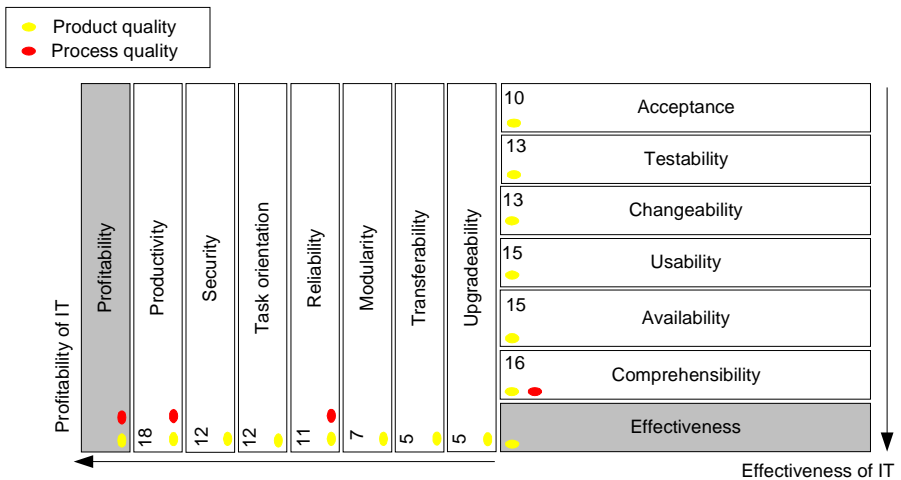 Product quality
Process quality
Profitability of IT
Profitability
18 Productivity
12 Security
12 Task orientation
11 Reliability
7 Modularity
5 Transferability
5 Upgradeability
10 Acceptance
13 Testability
13 Changeability
15 Usability
15 Availability
16 Comprehensibility
Effectiveness
Effectiveness of IT